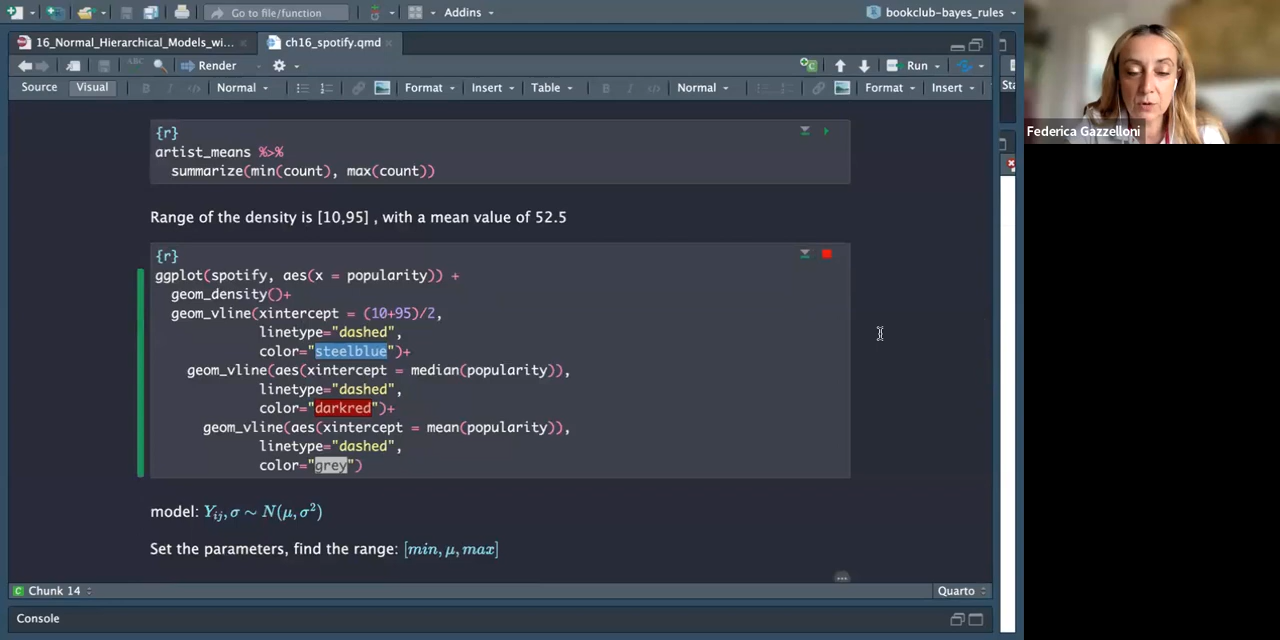 Go to file/function
Addins
bookclub-bayes_rules
16_Normal_Hierarchical_Models_wi...
ch16_spotify.qmd
ABC
Render
Run
Source
Visual
B
I
</>
Normal
Format
Insert
Table
B
I
</>
Normal
Format
Insert
Sta
{r}
artist_means %>%
summarize(min(count), max(count))
Range of the density is [10,95] , with a mean value of 52.5
{r}
ggplot(spotify, aes(x = popularity)) +
geom_density()+
geom_vline(xintercept = (10+95)/2,
linetype="dashed",
color="steelblue")+
geom_vline(aes(xintercept = median(popularity)),
linetype="dashed",
color="darkred")+
geom_vline(aes(xintercept = mean(popularity)),
linetype="dashed",
color="grey")
model: Y_{ij}, σ ∼ N(μ, σ²)
Set the parameters, find the range: [min, μ, max]
Chunk 14
Quarto
Console
Federica Gazzelloni